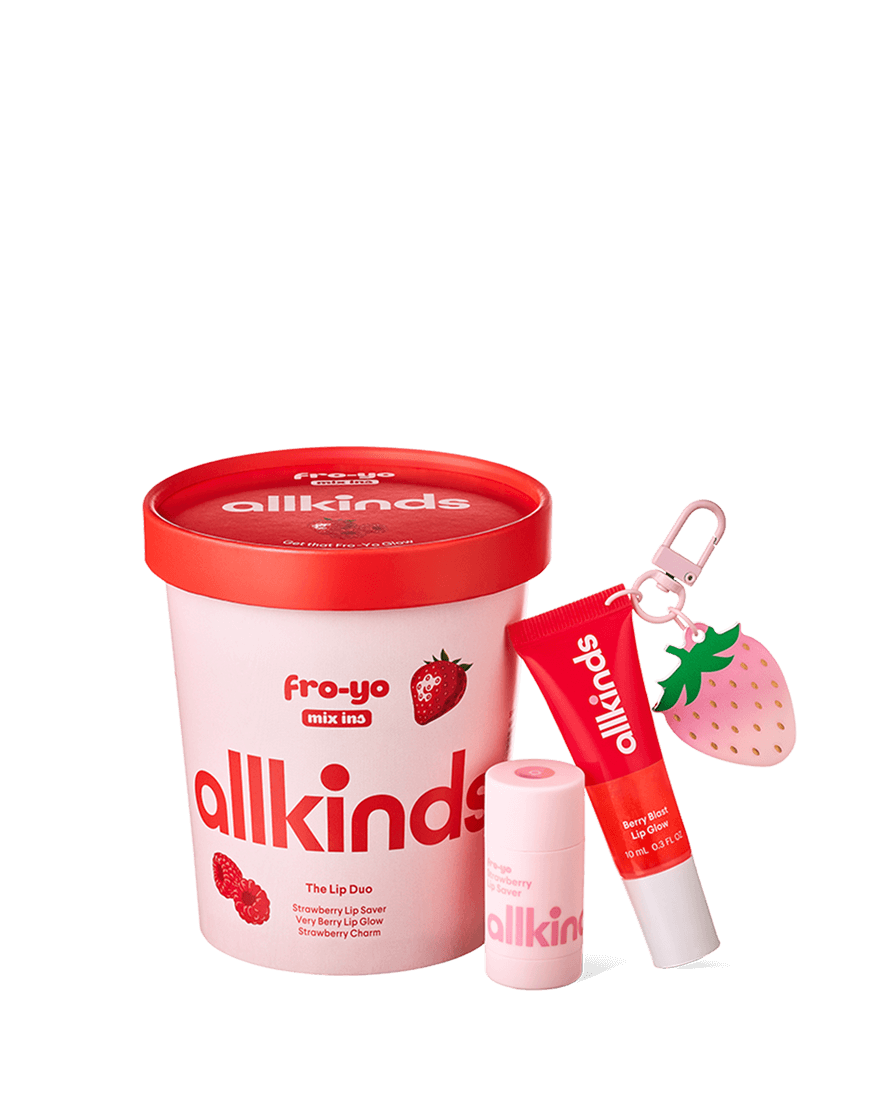 fro-yo
mix ins
allkinds
Get that Fro-Yo Glow
fro-yo
mix ins
allkinds
The Lip Duo
Strawberry Lip Saver
Very Berry Lip Glow
Strawberry Charm
fro-yo
Strawberry
Lip Saver
allkinds
allkinds
Berry Blast
Lip Glow
10 mL 0.3 FL OZ